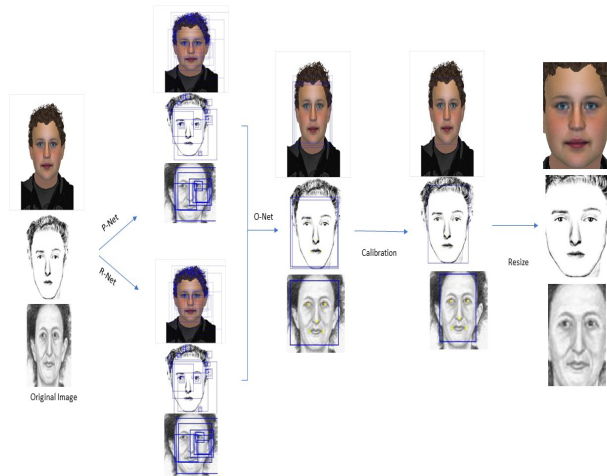 P-Net
R-Net
Original Image
O-Net
Calibration
Resize